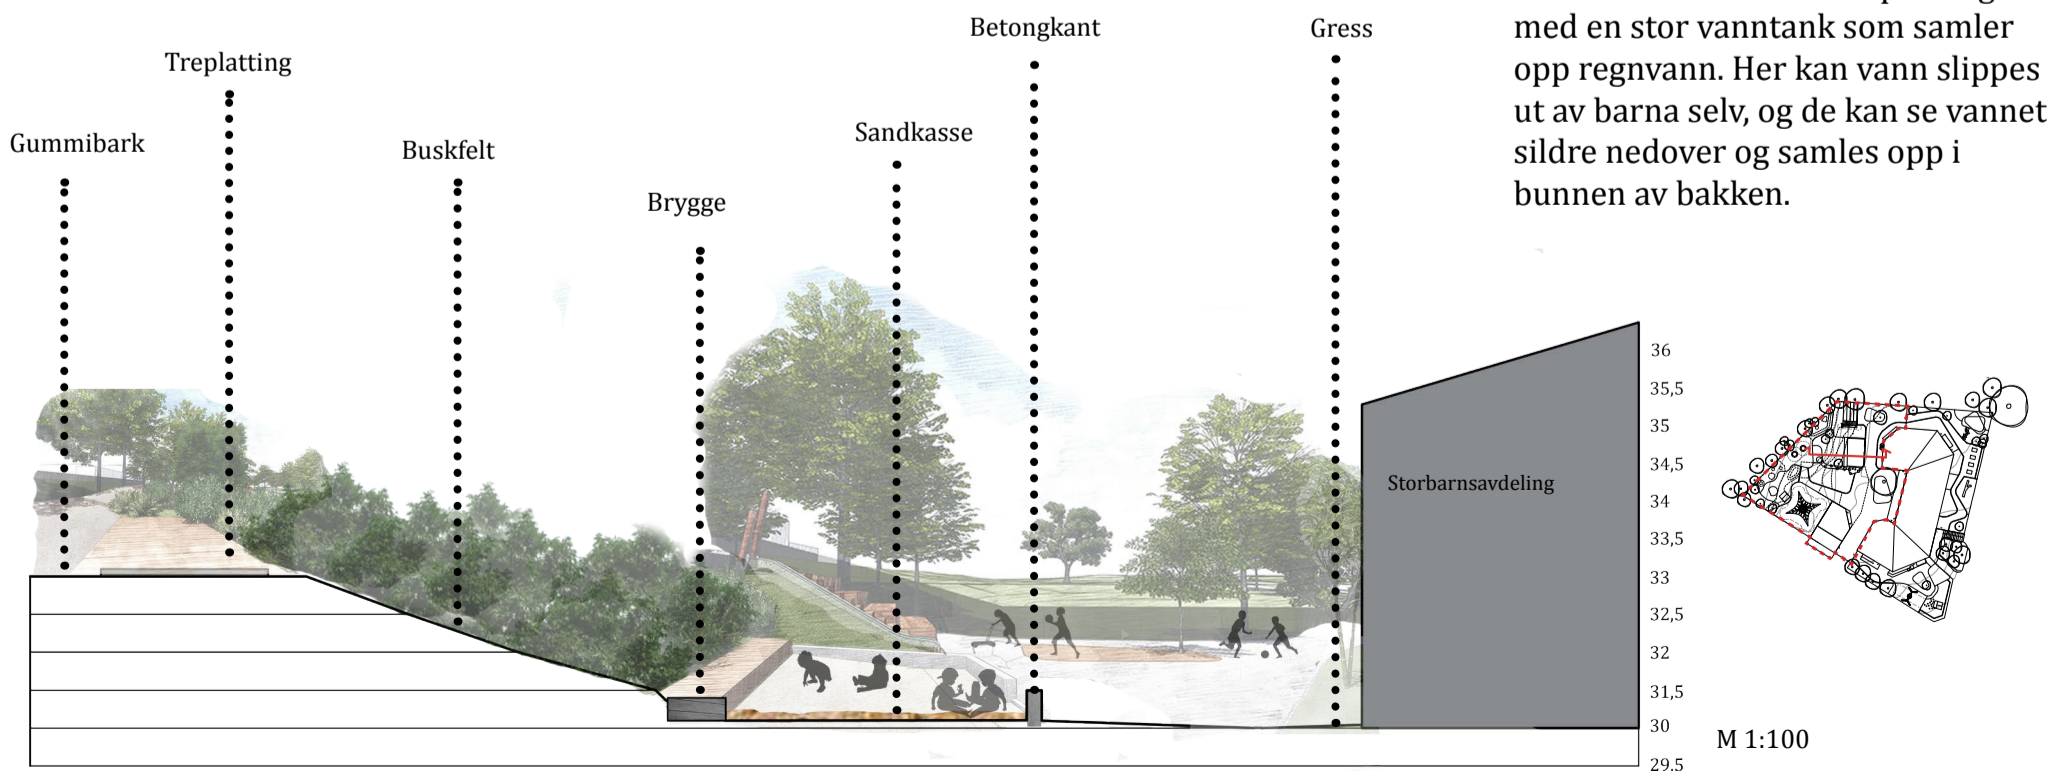 med en stor vanntank som samler
opp regnvann. Her kan vann slippes
ut av barna selv, og de kan se vannet
sildre nedover og samles opp i
bunnen av bakken.
Betongkant
Gress
Treplatting
Sandkasse
Gummibark
Buskfelt
Brygge
Storbarnsavdeling
36
35,5
35
34,5
34
33,5
33
32,5
32
31,5
30
29.5
M 1:100